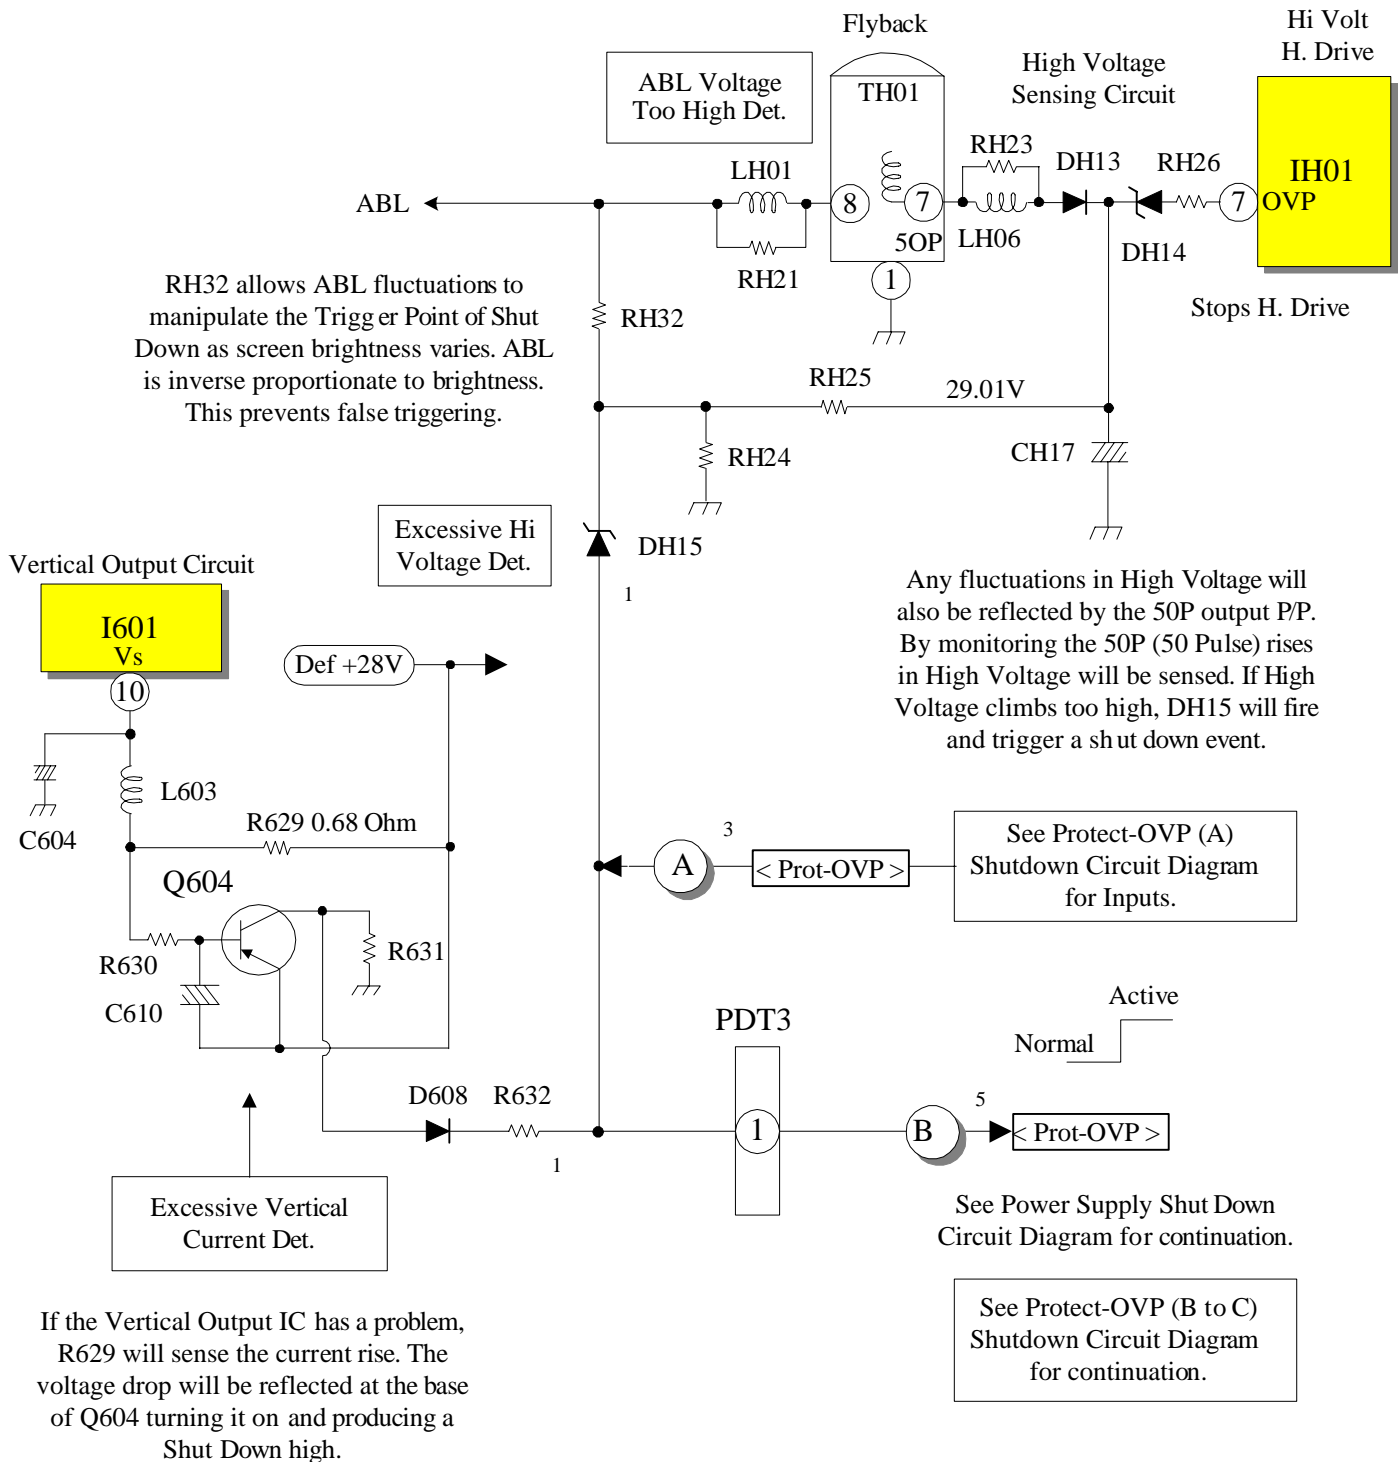 Flyback
Hi Volt
H. Drive
ABL Voltage
Too High Det.
TH01
High Voltage
Sensing Circuit
RH23
DH13
RH26
IH01
LH01
ABL
8
7
7
OVP
5OP
LH06
DH14
RH21
1
RH32 allows ABL fluctuations to
manipulate the Trigger Point of Shut
Down as screen brightness varies. ABL
is inverse proportionate to brightness.
This prevents false triggering.
RH32
Stops H. Drive
RH25
29.01V
RH24
CH17
Excessive Hi
Voltage Det.
DH15
1
Vertical Output Circuit
I601
Vs
10
Def +28V
Any fluctuations in High Voltage will
also be reflected by the 50P output P/P.
By monitoring the 50P (50 Pulse) rises
in High Voltage will be sensed. If High
Voltage climbs too high, DH15 will fire
and trigger a shut down event.
L603
C604
R629 0.68 Ohm
Q604
A
3
< Prot-OVP >
See Protect-OVP (A)
Shutdown Circuit Diagram
for Inputs.
R630
R631
C610
PDT3
Active
Normal
D608
R632
1
1
B
5
< Prot-OVP >
Excessive Vertical
Current Det.
See Power Supply Shut Down
Circuit Diagram for continuation.
If the Vertical Output IC has a problem,
R629 will sense the current rise. The
voltage drop will be reflected at the base
of Q604 turning it on and producing a
Shut Down high.
See Protect-OVP (B to C)
Shutdown Circuit Diagram
for continuation.